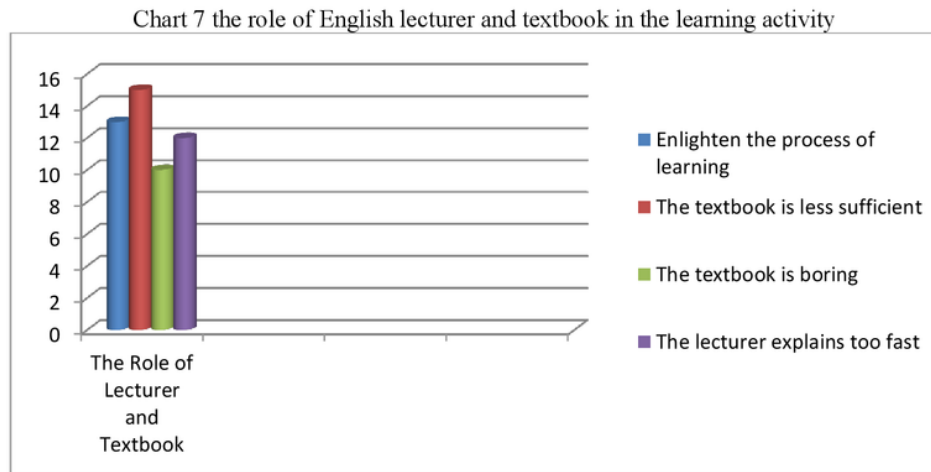 Chart 7 the role of English lecturer and textbook in the learning activity
16
14
12
10
8
6
4
2
0
The Role of
Lecturer
and
Textbook
Enlighten the process of
learning
The textbook is less sufficient
The textbook is boring
The lecturer explains too fast